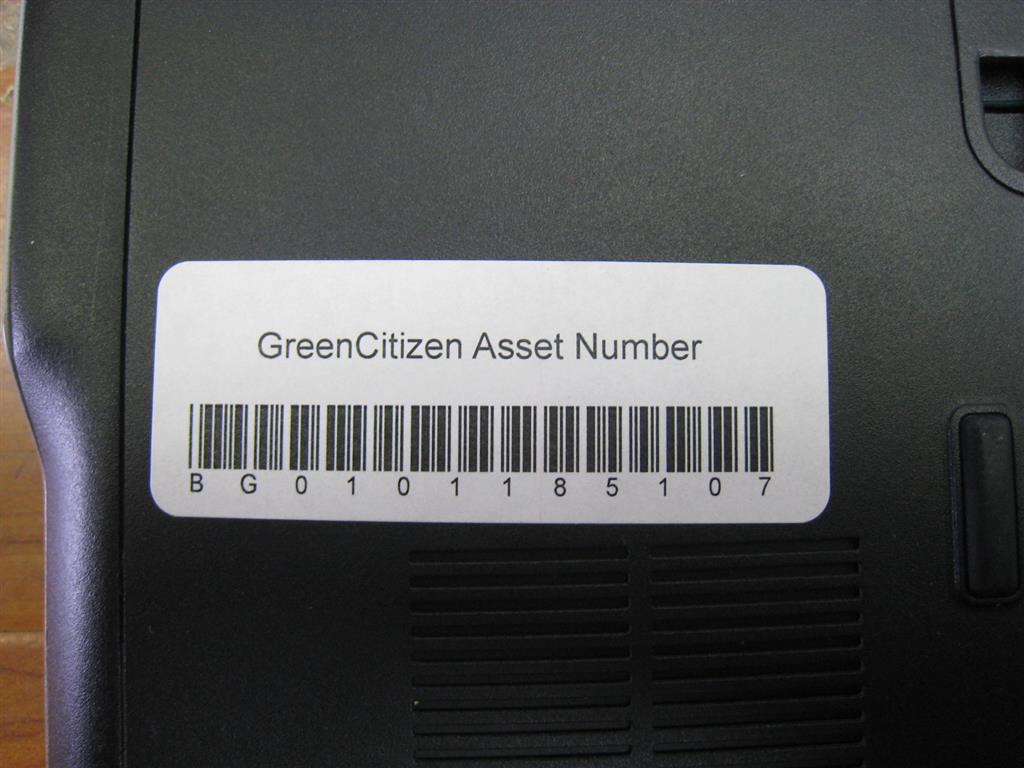 GreenCitizen Asset Number
B G 0 1 0 1 1 8 5 1 0 7